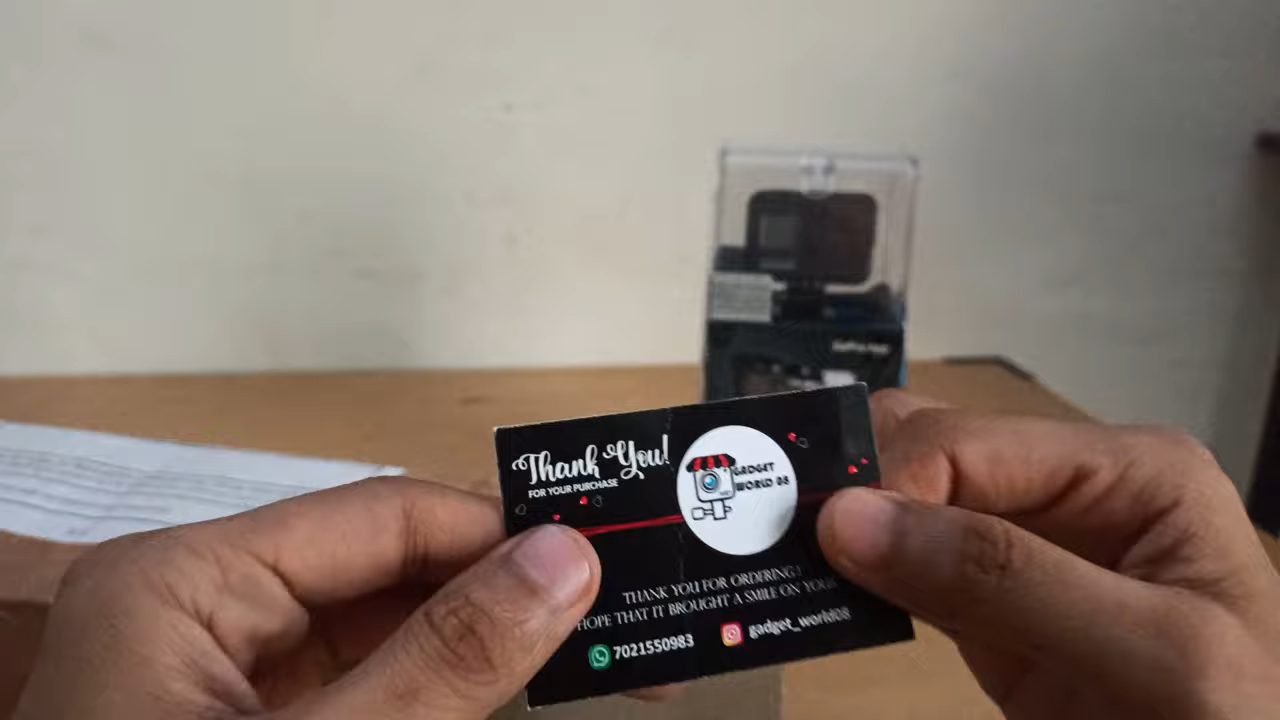 Thank You!
FOR YOUR PURCHASE
GADGET
WORLD 08
THANK YOU FOR ORDERING!
HOPE THAT IT BROUGHT A SMILE ON YOUR
7021550983
gadget_world08